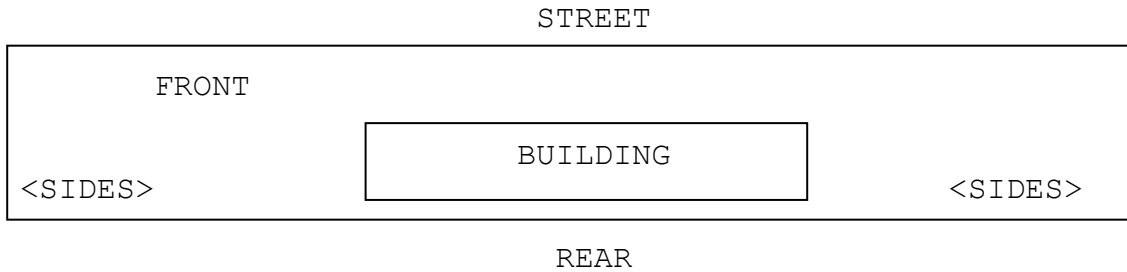 STREET
FRONT
BUILDING
<SIDES> <SIDES>
REAR